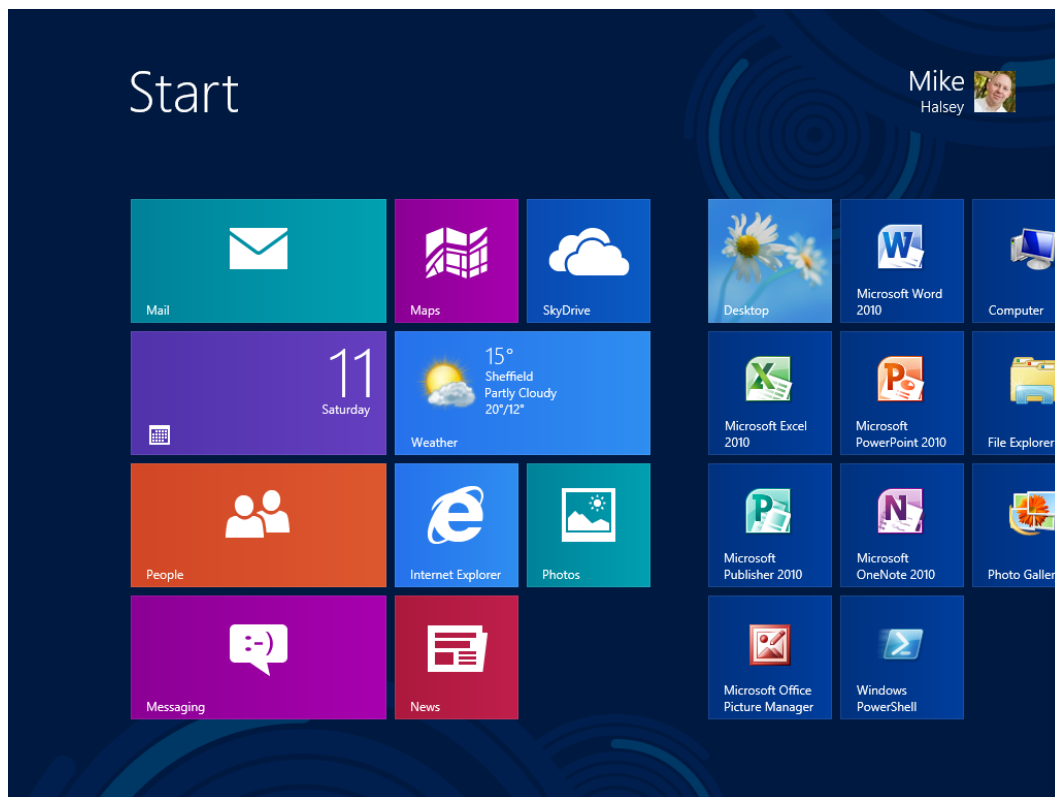 Start
Mike
Halsey
Mail
Maps
SkyDrive
Desktop
W
Microsoft Word
2010
Computer
11
Saturday
15°
Sheffield
Partly Cloudy
20°/12°
Weather
X
Microsoft Excel
2010
P
Microsoft
PowerPoint 2010
File Explorer
People
Internet Explorer
Photos
P
Microsoft
Publisher 2010
N
Microsoft
OneNote 2010
Photo Galler
:-)
Messaging
News
Microsoft Office
Picture Manager
Windows
PowerShell